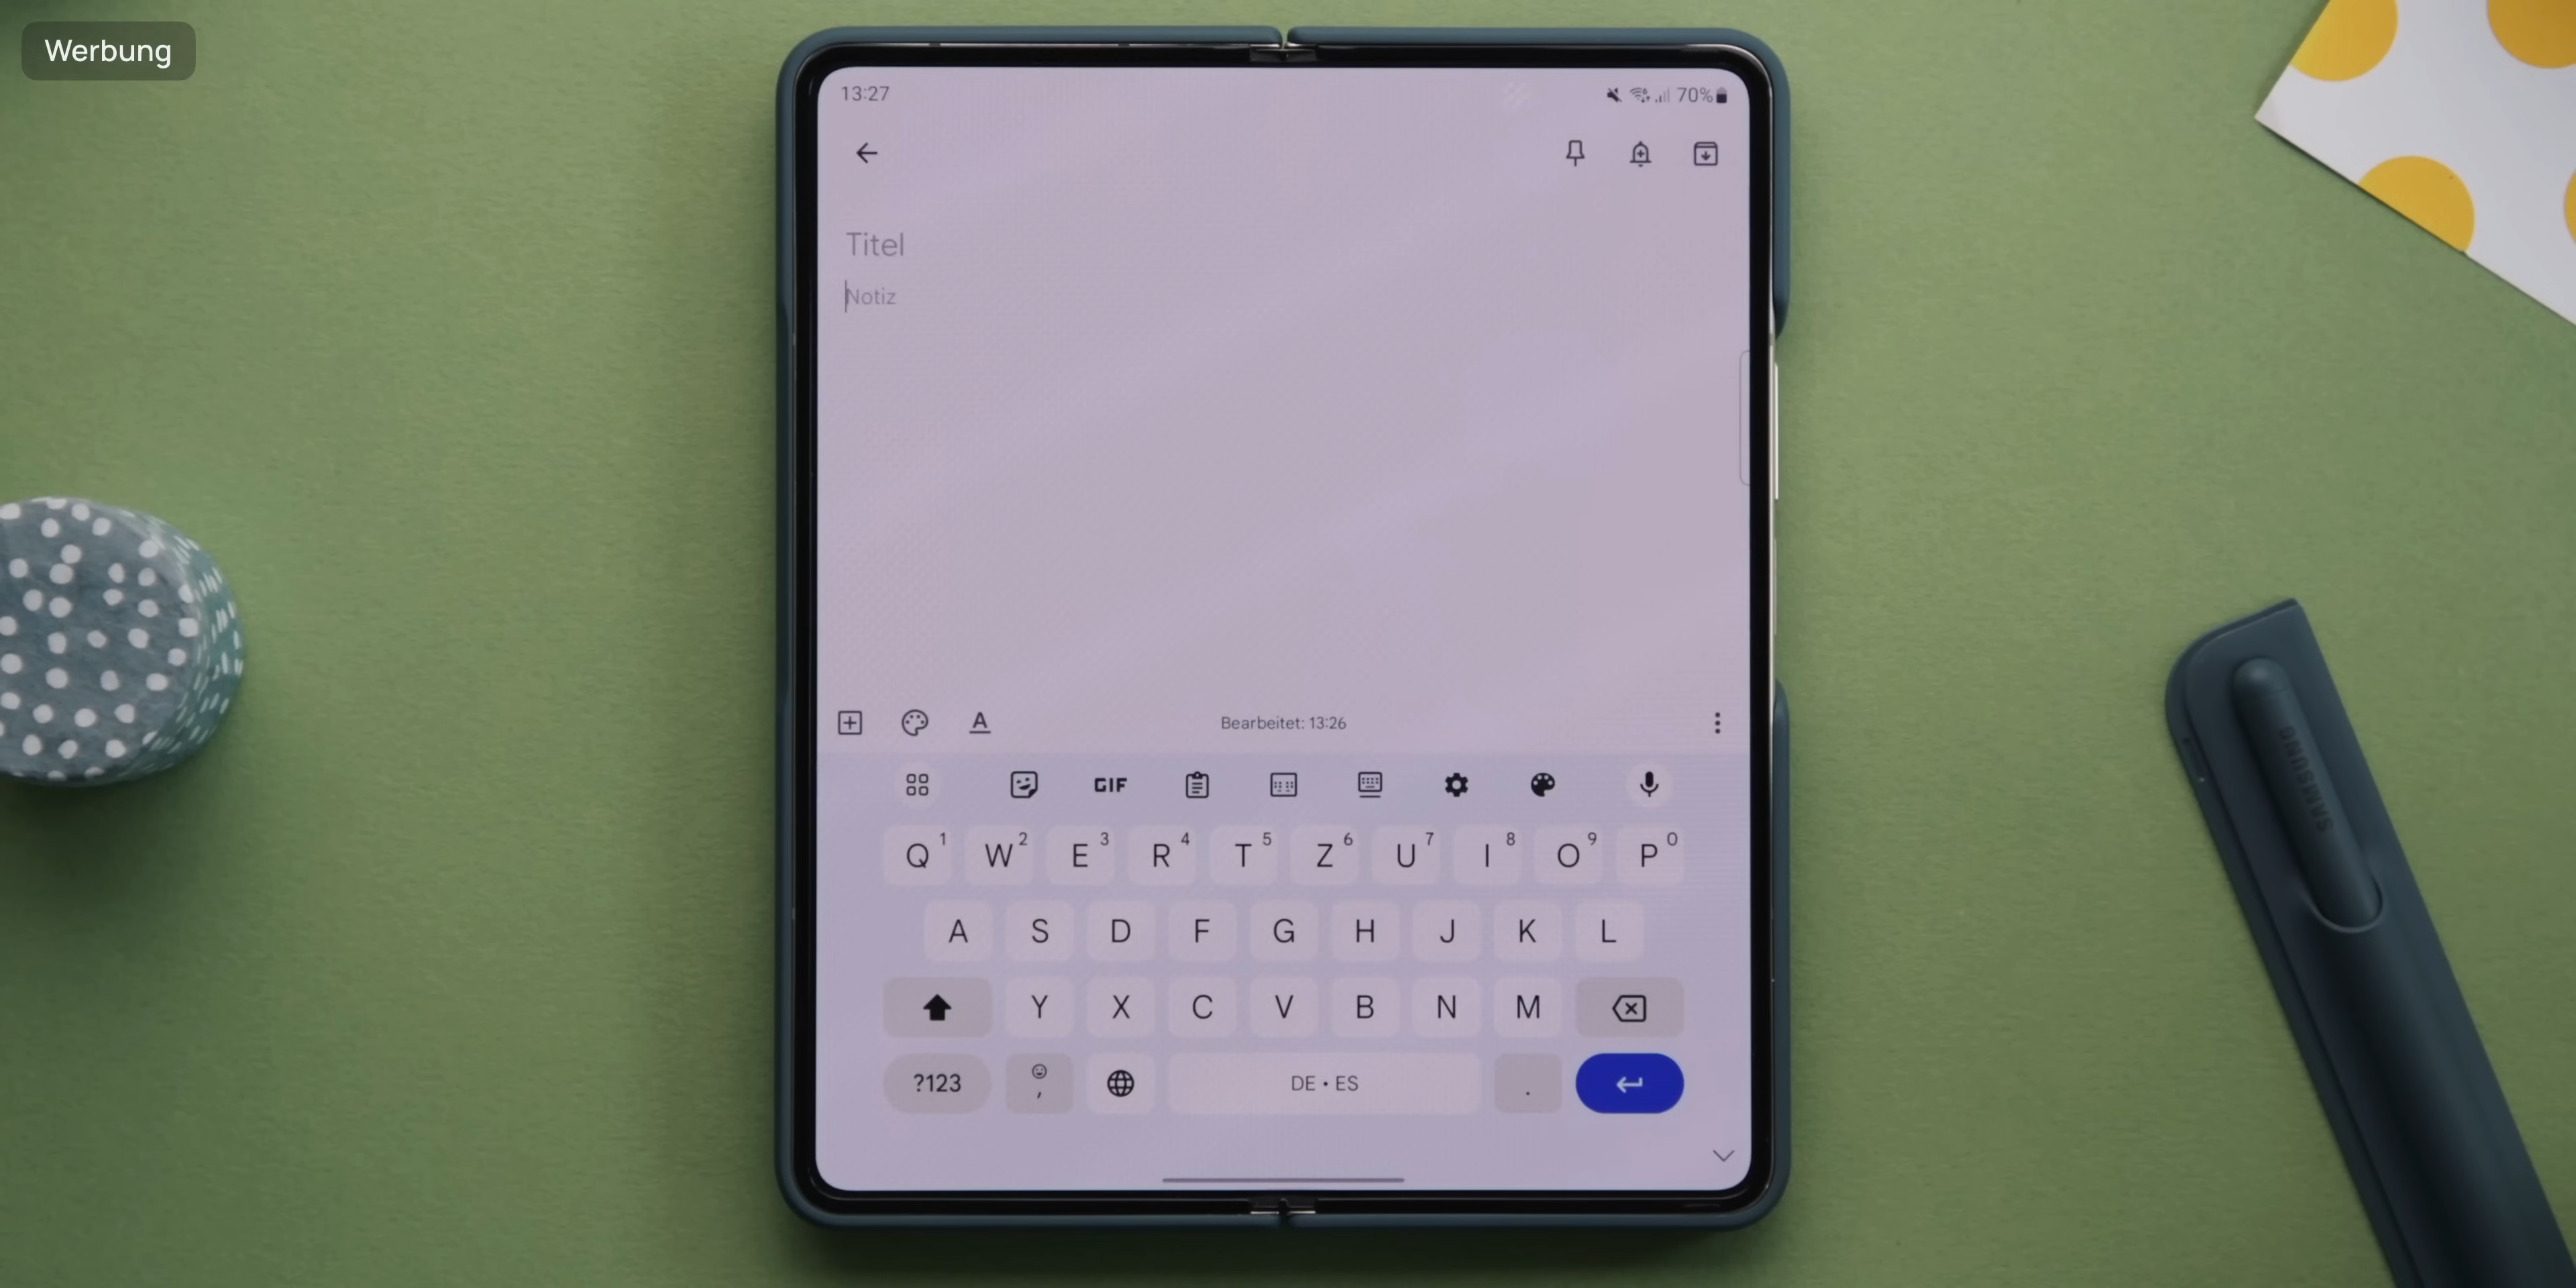 Werbung
13:27
70%
Titel
Notiz
Bearbeitet: 13:26
GIF
Q 1 W 2 E 3 R 4 T 5 Z 6 U 7 I 8 O 9 P 0
A S D F G H J K L
Y X C V B N M
?123 , DE • ES .
SAMSUNG